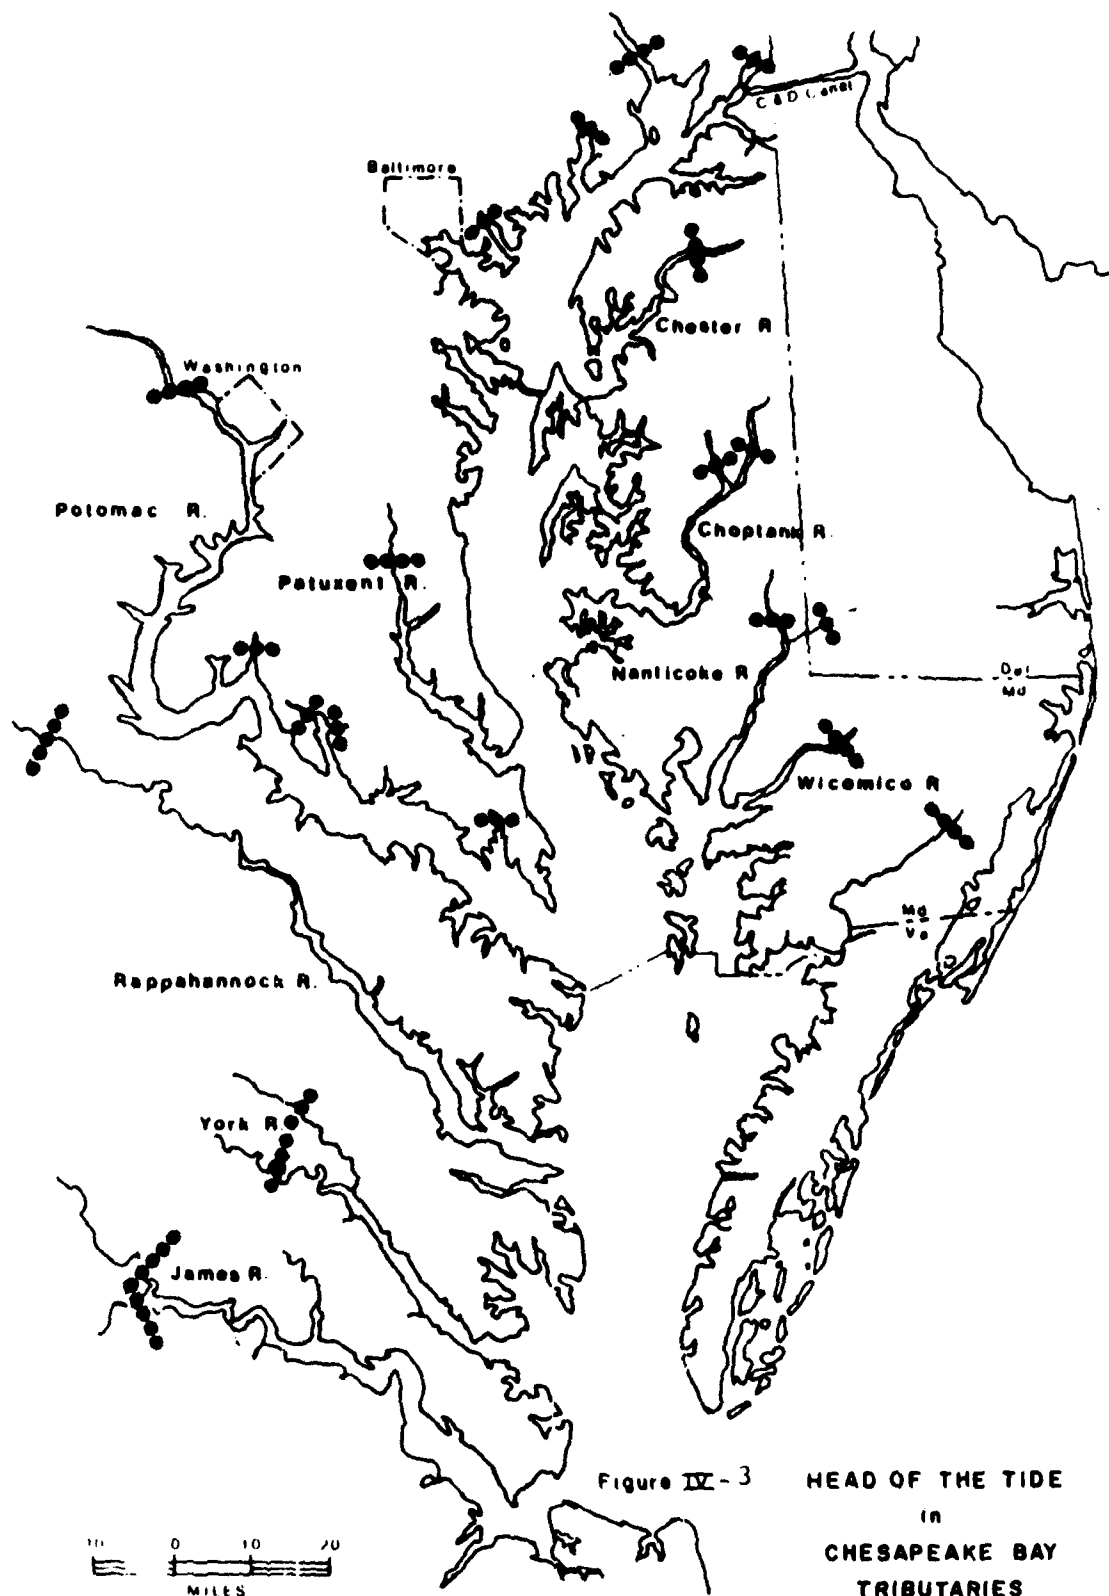 C & D Canal
Baltimore
Chester R
Washington
Potomac R.
Choptank R.
Patuxent R.
Nanticoke R
Del
Md
Wicomico R
Md
Va
Rappahannock R.
York R.
James R.
Figure IV - 3
HEAD OF THE TIDE
in
CHESAPEAKE BAY
TRIBUTARIES
10 0 10 20
MILES